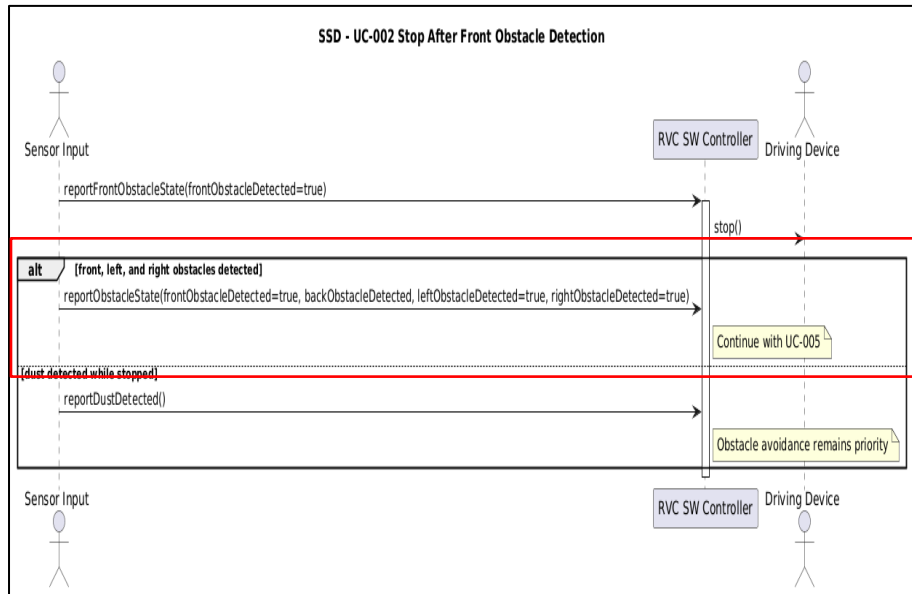 SSD - UC-002 Stop After Front Obstacle Detection
Sensor Input
RVC SW Controller
Driving Device
reportFrontObstacleState(frontObstacleDetected=true)
stop()
alt
[front, left, and right obstacles detected]
reportObstacleState(frontObstacleDetected=true, backObstacleDetected, leftObstacleDetected=true, rightObstacleDetected=true)
Continue with UC-005
[dust detected while stopped]
reportDustDetected()
Obstacle avoidance remains priority
Sensor Input
RVC SW Controller
Driving Device